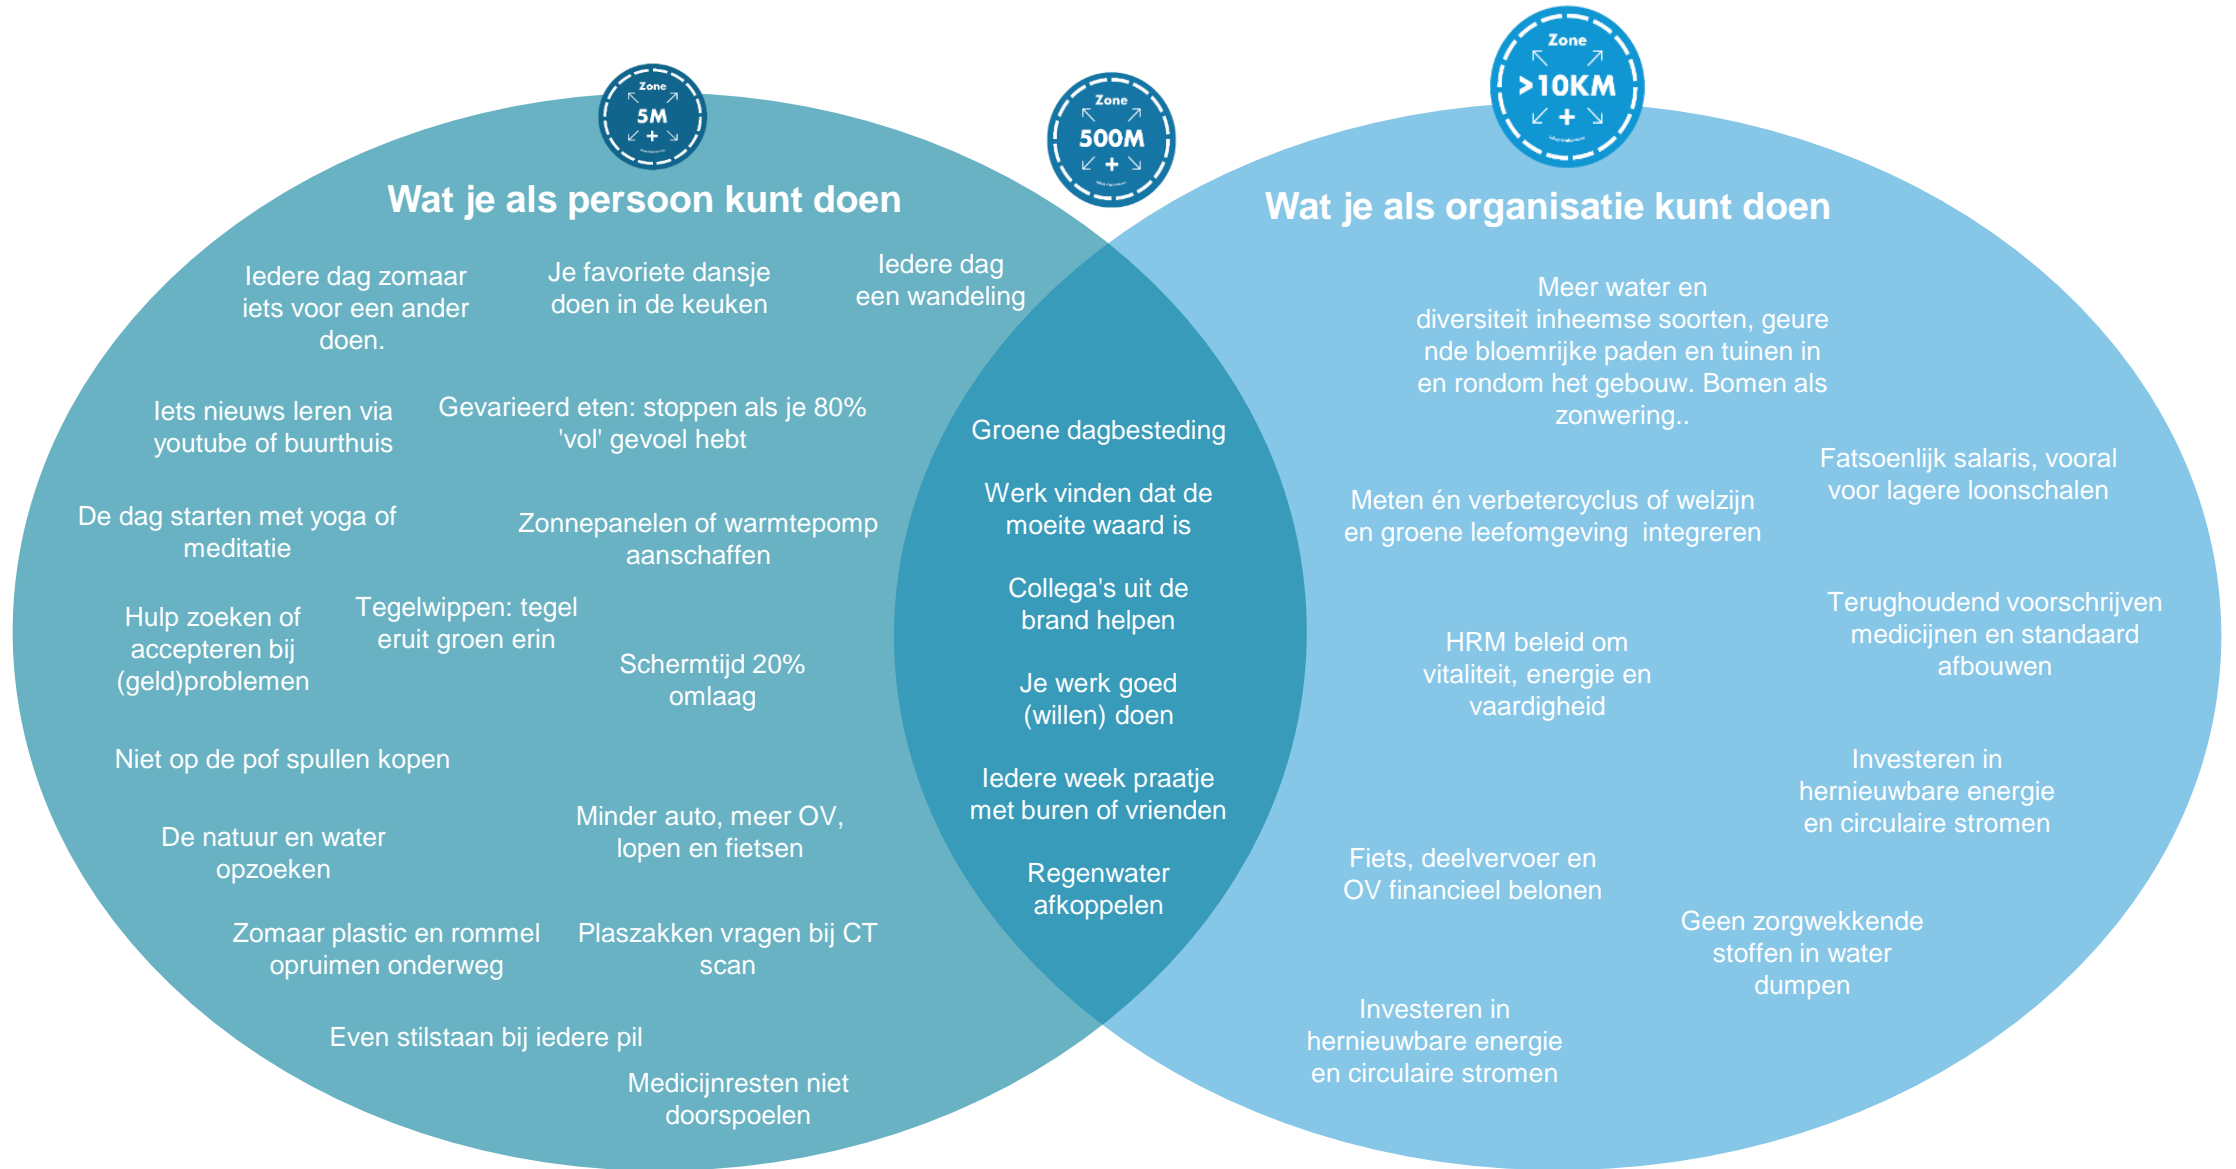 Zone
5M
+
Zone
500M
+
Zone
>10KM
+
Wat je als persoon kunt doen
Iedere dag zomaar
iets voor een ander
doen.
Je favoriete dansje
doen in de keuken
Iedere dag
een wandeling
Iets nieuws leren via
youtube of buurthuis
Gevarieerd eten: stoppen als je 80%
'vol' gevoel hebt
De dag starten met yoga of
meditatie
Zonnepanelen of warmtepomp
aanschaffen
Hulp zoeken of
accepteren bij
(geld)problemen
Tegelwippen: tegel
eruit groen erin
Schermtijd 20%
omlaag
Niet op de pof spullen kopen
Minder auto, meer OV,
lopen en fietsen
De natuur en water
opzoeken
Zomaar plastic en rommel
opruimen onderweg
Plaszakken vragen bij CT
scan
Even stilstaan bij iedere pil
Medicijnresten niet
doorspoelen
Groene dagbesteding
Werk vinden dat de
moeite waard is
Collega's uit de
brand helpen
Je werk goed
(willen) doen
Iedere week praatje
met buren of vrienden
Regenwater
afkoppelen
Wat je als organisatie kunt doen
Meer water en
diversiteit inheemse soorten, geure
nde bloemrijke paden en tuinen in
en rondom het gebouw. Bomen als
zonwering..
Fatsoenlijk salaris, vooral
voor lagere loonschalen
Meten én verbetercyclus of welzijn
en groene leefomgeving integreren
Terughoudend voorschrijven
medicijnen en standaard
afbouwen
HRM beleid om
vitaliteit, energie en
vaardigheid
Investeren in
hernieuwbare energie
en circulaire stromen
Fiets, deelvervoer en
OV financieel belonen
Geen zorgwekkende
stoffen in water
dumpen
Investeren in
hernieuwbare energie
en circulaire stromen